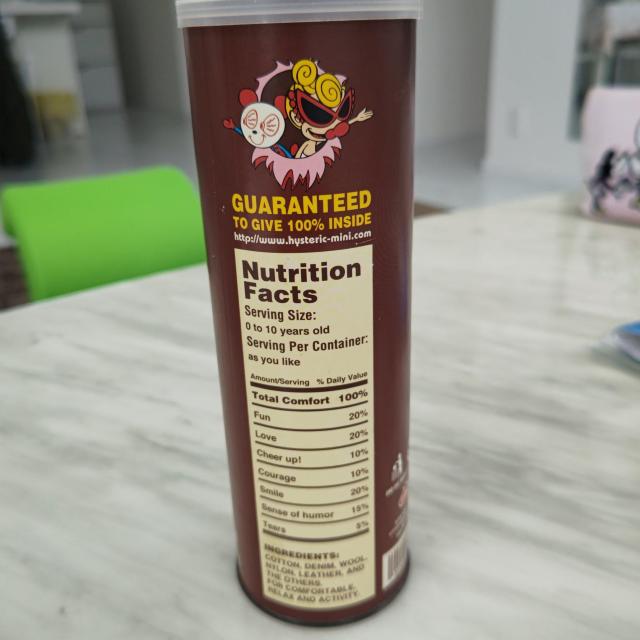 GUARANTEED
TO GIVE 100% INSIDE
http://www.hysteric-mini.com
Nutrition
Facts
Serving Size:
0 to 10 years old
Serving Per Container:
as you like
Amount/Serving % Daily Value
Total Comfort 100%
Fun 20%
Love 20%
Cheer up! 10%
Courage 10%
Smile 20%
Sense of humor 15%
Tears 5%
INGREDIENTS:
COTTON, DENIM, WOOL,
NYLON, LEATHER, AND
THE OTHERS.
FOR COMFORTABLE,
RELAX AND ACTIVITY.